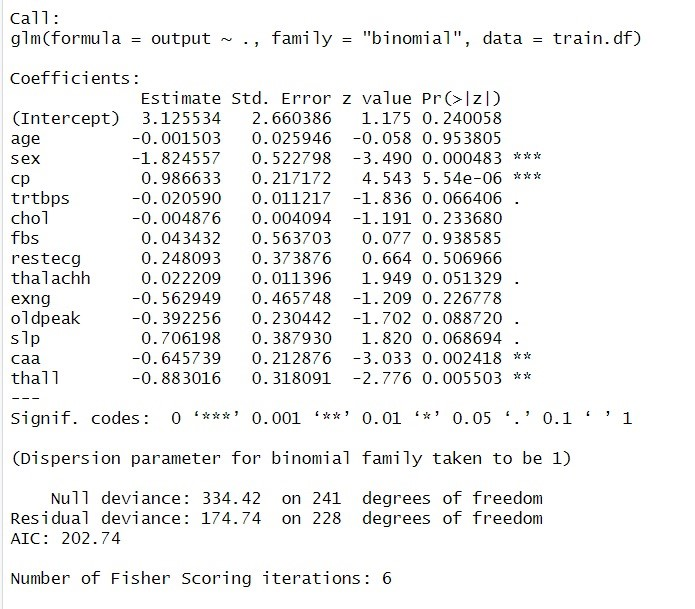 Call:
glm(formula = output ~ ., family = "binomial", data = train.df)
Coefficients:
Estimate Std. Error z value Pr(>|z|)
(Intercept) 3.125534 2.660386 1.175 0.240058
age -0.001503 0.025946 -0.058 0.953805
sex -1.824557 0.522798 -3.490 0.000483 ***
cp 0.986633 0.217172 4.543 5.54e-06 ***
trtbps -0.020590 0.011217 -1.836 0.066406 .
chol -0.004876 0.004094 -1.191 0.233680
fbs 0.043432 0.563703 0.077 0.938585
restecg 0.248093 0.373876 0.664 0.506966
thalachh 0.022209 0.011396 1.949 0.051329 .
exng -0.562949 0.465748 -1.209 0.226778
oldpeak -0.392256 0.230442 -1.702 0.088720 .
slp 0.706198 0.387930 1.820 0.068694 .
caa -0.645739 0.212876 -3.033 0.002418 **
thall -0.883016 0.318091 -2.776 0.005503 **
---
Signif. codes: 0 ‘***’ 0.001 ‘**’ 0.01 ‘*’ 0.05 ‘.’ 0.1 ‘ ’ 1
(Dispersion parameter for binomial family taken to be 1)
Null deviance: 334.42 on 241 degrees of freedom
Residual deviance: 174.74 on 228 degrees of freedom
AIC: 202.74
Number of Fisher Scoring iterations: 6